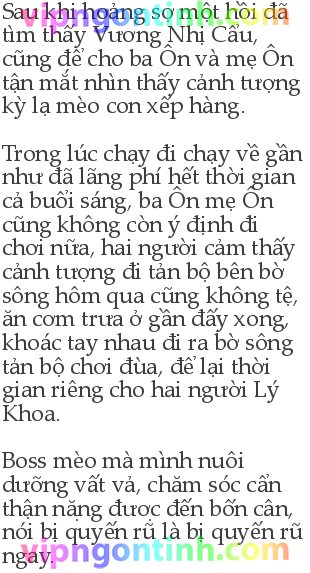 Sau khi hoảng sợ một hồi đã
vipngontinh.com
tìm thấy Vương Nhị Cẩu,
cũng để cho ba Ôn và mẹ Ôn
tận mắt nhìn thấy cảnh tượng
kỳ lạ mèo con xếp hàng.
Trong lúc chạy đi chạy về gần
như đã lãng phí hết thời gian
cả buổi sáng, ba Ôn mẹ Ôn
cũng không còn ý định đi
chơi nữa, hai người cảm thấy
cảnh tượng đi tản bộ bên bờ
sông hôm qua cũng không tệ,
ăn cơm trưa ở gần đấy xong,
khoác tay nhau đi ra bờ sông
tản bộ chơi đùa, để lại thời
gian riêng cho hai người Lý
Khoa.
Boss mèo mà mình nuôi
dưỡng vất vả, chăm sóc cẩn
thận nặng được đến bốn cân,
nói bị quyến rũ là bị quyến rũ
ngay.
vipngontinh.com